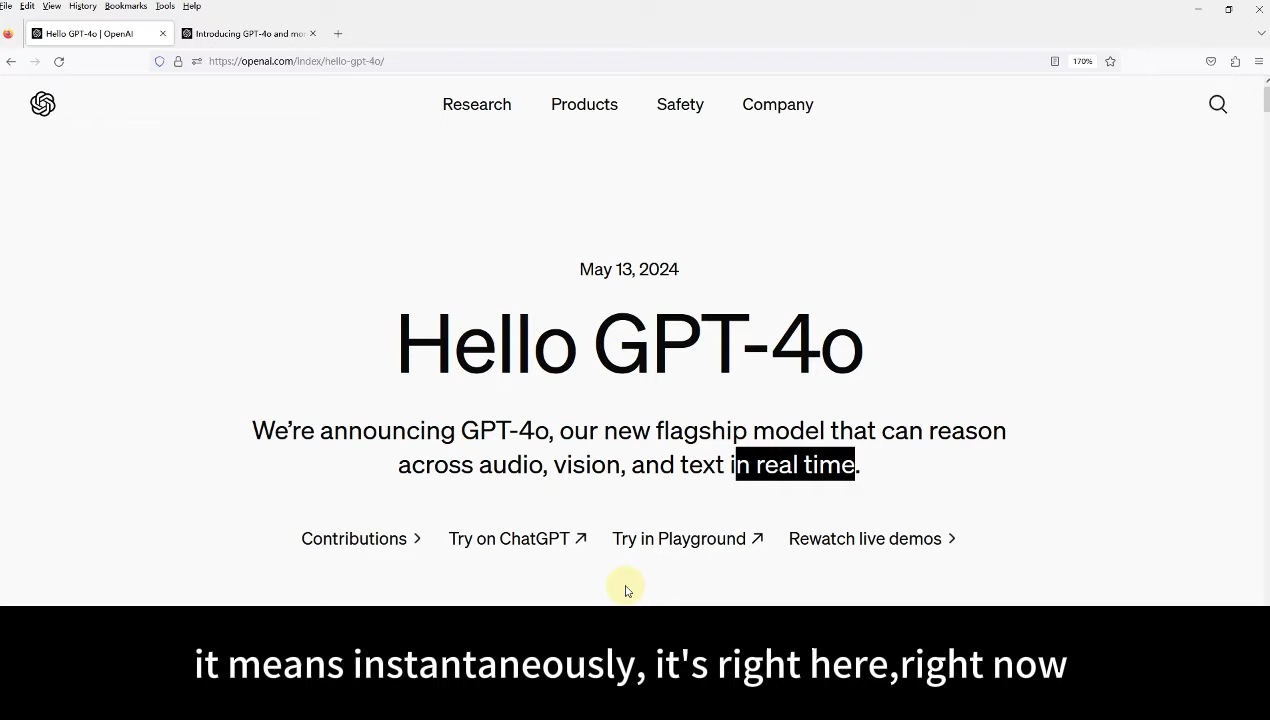 File Edit View History Bookmarks Tools Help
Hello GPT-4o | OpenAI
Introducing GPT-4o and mo
https://openai.com/index/hello-gpt-4o/
170%
Research Products Safety Company
May 13, 2024
Hello GPT-4o
We're announcing GPT-4o, our new flagship model that can reason
across audio, vision, and text in real time.
Contributions Try on ChatGPT Try in Playground Rewatch live demos
it means instantaneously, it's right here,right now